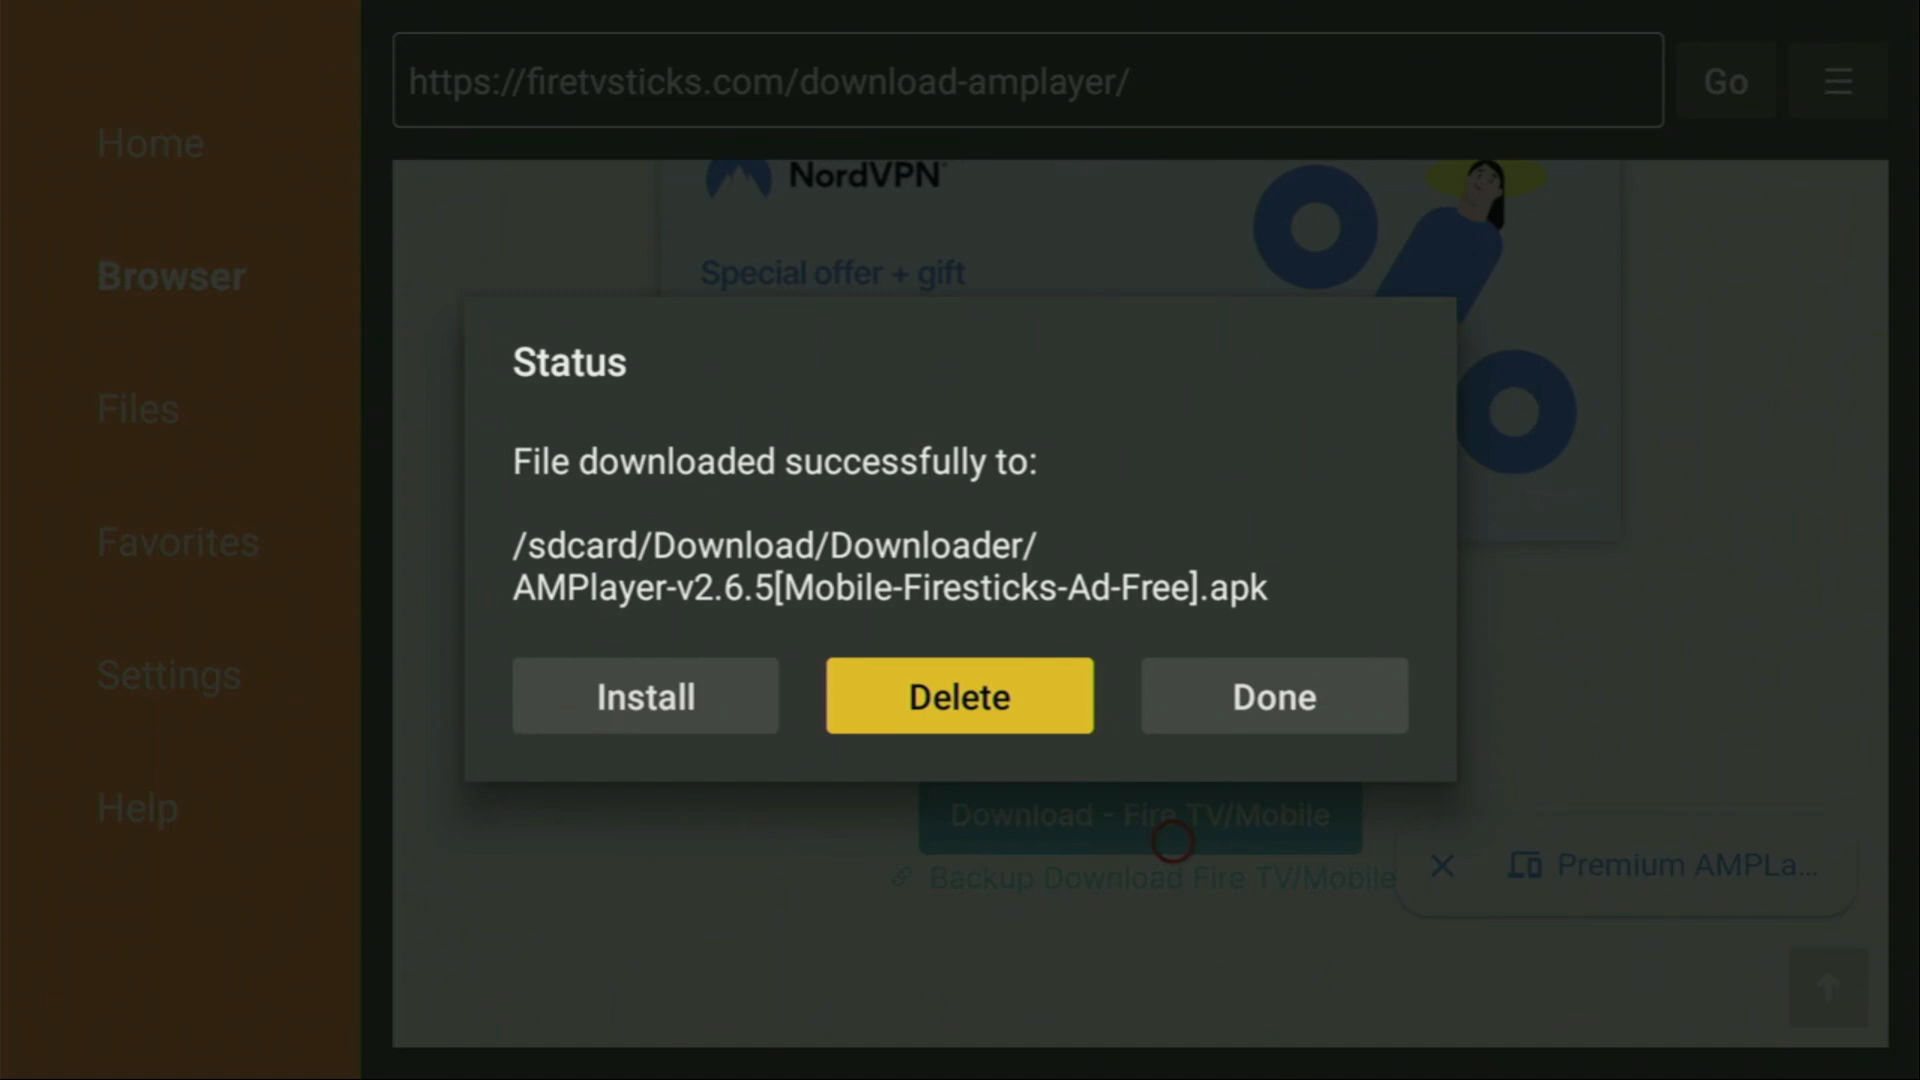 https://firetvsticks.com/download-amplayer/
Go
Home
Browser
Files
Favorites
Settings
Help
NordVPN
Special offer + gift
Status
File downloaded successfully to:
/sdcard/Download/Downloader/
AMPlayer-v2.6.5[Mobile-Firesticks-Ad-Free].apk
Install
Delete
Done
Download - Fire TV/Mobile
Backup Download Fire TV/Mobile
Premium AMPLa...